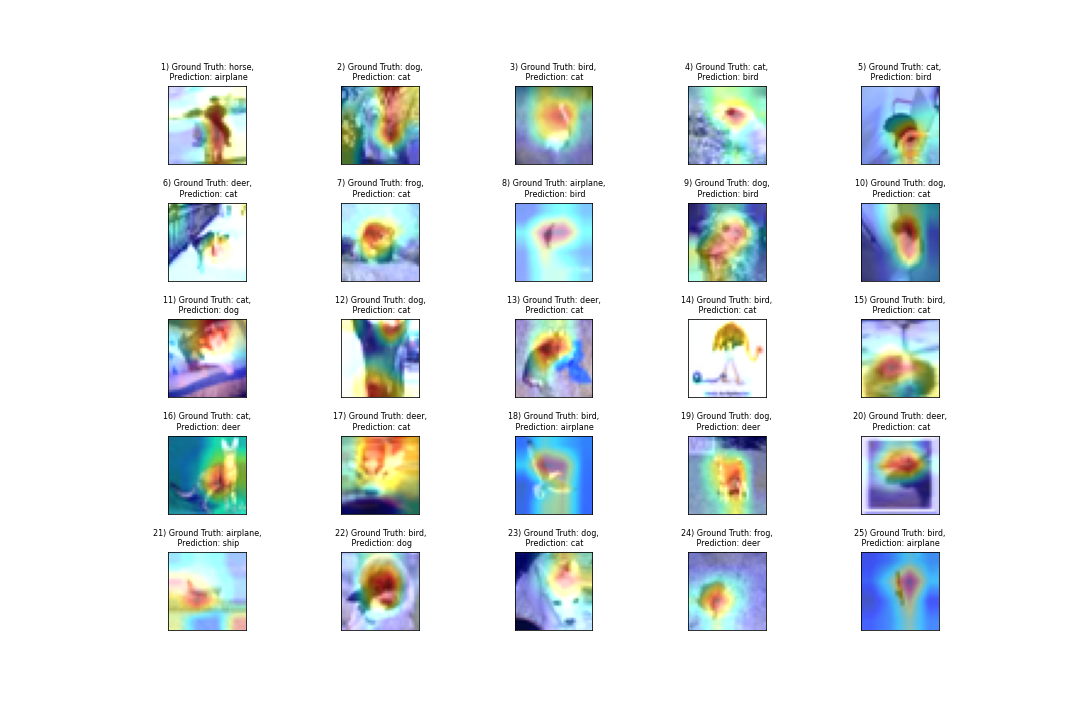 1) Ground Truth: horse,
Prediction: airplane
2) Ground Truth: dog,
Prediction: cat
3) Ground Truth: bird,
Prediction: cat
4) Ground Truth: cat,
Prediction: bird
5) Ground Truth: cat,
Prediction: bird
6) Ground Truth: deer,
Prediction: cat
7) Ground Truth: frog,
Prediction: cat
8) Ground Truth: airplane,
Prediction: bird
9) Ground Truth: dog,
Prediction: bird
10) Ground Truth: dog,
Prediction: cat
11) Ground Truth: cat,
Prediction: dog
12) Ground Truth: dog,
Prediction: cat
13) Ground Truth: deer,
Prediction: cat
14) Ground Truth: bird,
Prediction: cat
15) Ground Truth: bird,
Prediction: cat
16) Ground Truth: cat,
Prediction: deer
17) Ground Truth: deer,
Prediction: cat
18) Ground Truth: bird,
Prediction: airplane
19) Ground Truth: dog,
Prediction: deer
20) Ground Truth: deer,
Prediction: cat
21) Ground Truth: airplane,
Prediction: ship
22) Ground Truth: bird,
Prediction: dog
23) Ground Truth: dog,
Prediction: cat
24) Ground Truth: frog,
Prediction: deer
25) Ground Truth: bird,
Prediction: airplane